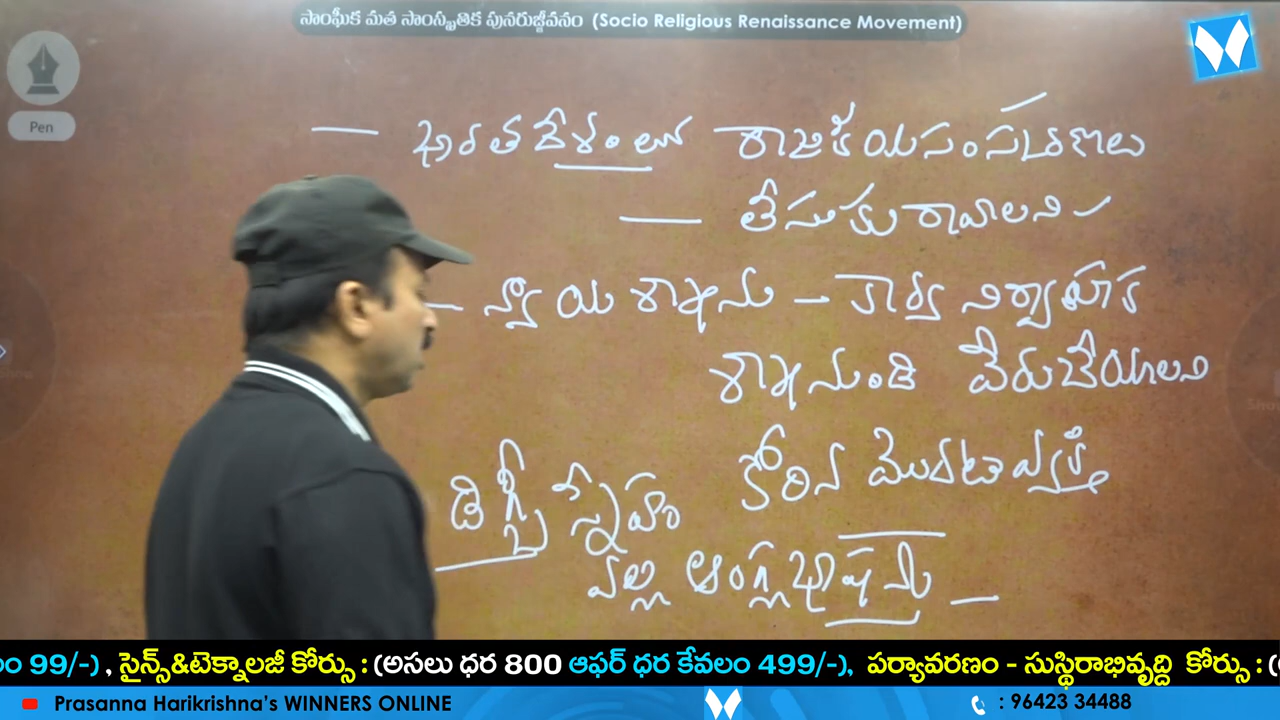 సాంఘీక మత సాంస్కృతిక పునరుజ్జీవనం (Socio Religious Renaissance Movement)
Pen
— భారతదేశంలో రాజకీయసంస్కరణలు
— తీసుకురావాలని
— న్యాయశాఖను – కార్యనిర్వాహక
శాఖనుండి వేరుచేయాలని
కోరిన మొదటి వ్యక్తి
డిగ్బీ స్నేహం
వల్ల ఆంగ్లభాష
ం 99/-) , సైన్స్&టెక్నాలజీ కోర్సు : (అసలు ధర 800 ఆఫర్ ధర కేవలం 499/-), పర్యావరణం - సుస్థిరాభివృద్ది కోర్సు : (
Prasanna Harikrishna's WINNERS ONLINE
: 96423 34488